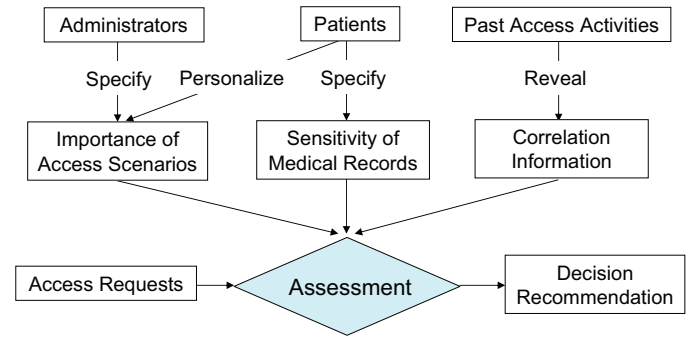 Administrators
Patients
Past Access Activities
Specify
Personalize
Specify
Reveal
Importance of
Access Scenarios
Sensitivity of
Medical Records
Correlation
Information
Access Requests
Assessment
Decision
Recommendation